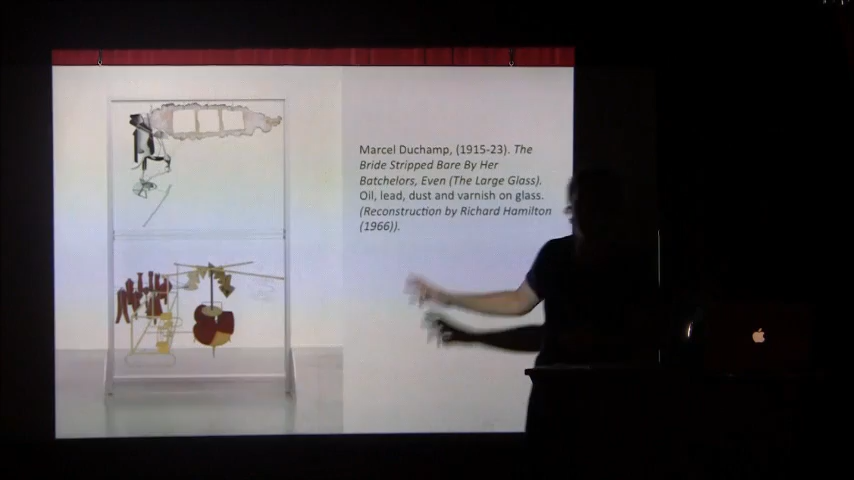 Marcel Duchamp, (1915-23). The
Bride Stripped Bare By Her
Batchelors, Even (The Large Glass).
Oil, lead, dust and varnish on glass.
(Reconstruction by Richard Hamilton
(1966)).